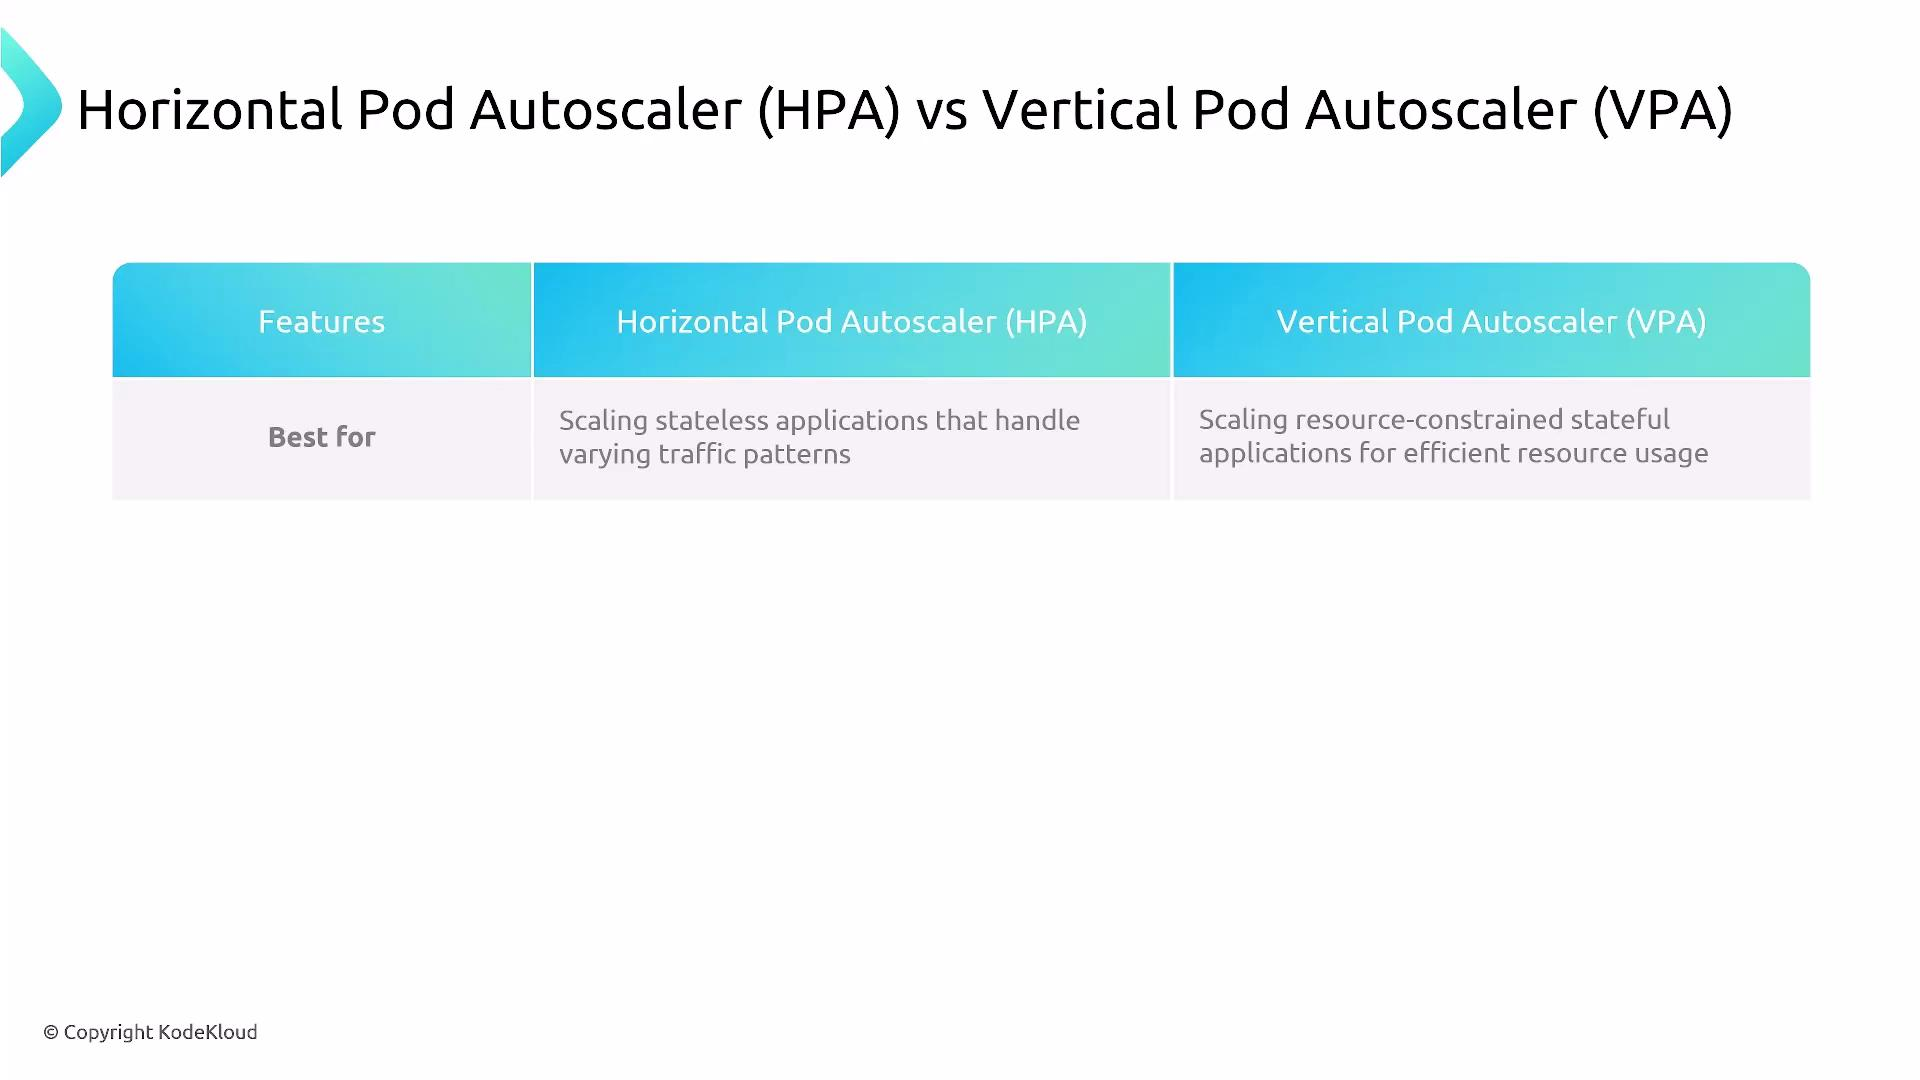 Horizontal Pod Autoscaler (HPA) vs Vertical Pod Autoscaler (VPA)
Features
Horizontal Pod Autoscaler (HPA)
Vertical Pod Autoscaler (VPA)
Best for
Scaling stateless applications that handle
varying traffic patterns
Scaling resource-constrained stateful
applications for efficient resource usage
© Copyright KodeKloud